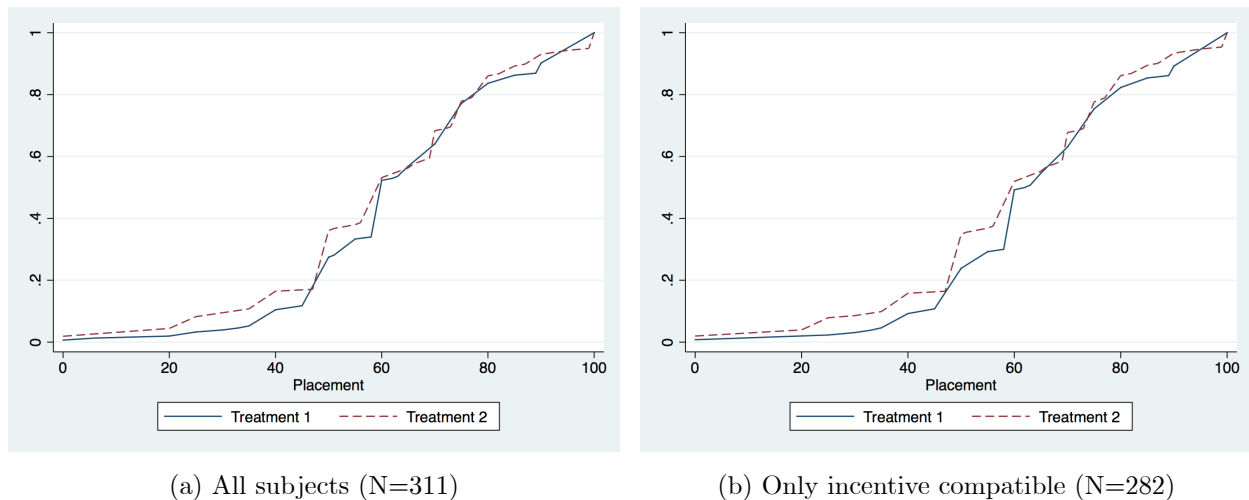 1
.8
.6
.4
.2
0
0 20 40 60 80 100
Placement
Treatment 1 Treatment 2
(a) All subjects (N=311)
1
.8
.6
.4
.2
0
0 20 40 60 80 100
Placement
Treatment 1 Treatment 2
(b) Only incentive compatible (N=282)